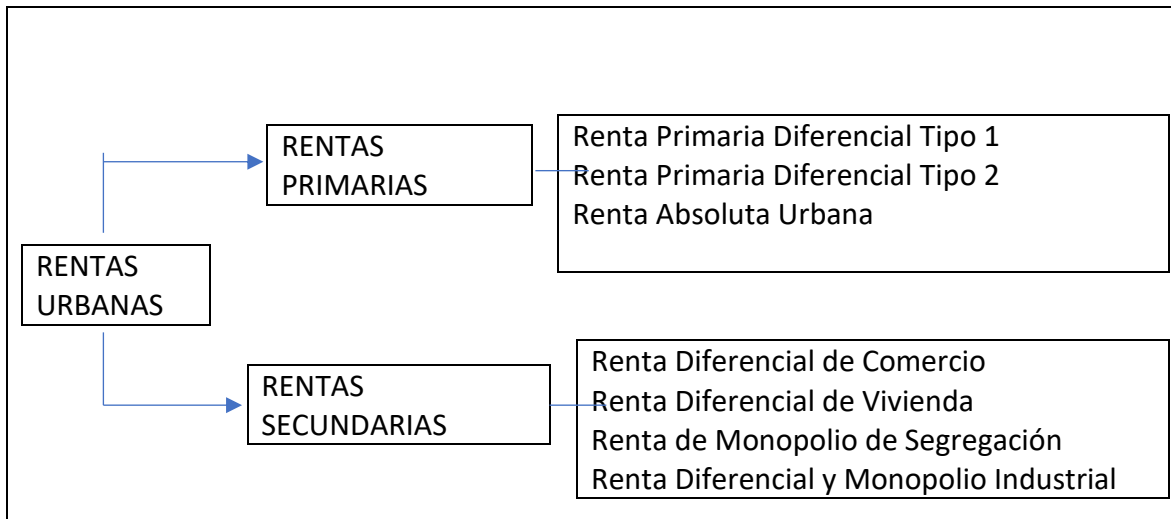 RENTAS
URBANAS
RENTAS
PRIMARIAS
Renta Primaria Diferencial Tipo 1
Renta Primaria Diferencial Tipo 2
Renta Absoluta Urbana
RENTAS
SECUNDARIAS
Renta Diferencial de Comercio
Renta Diferencial de Vivienda
Renta de Monopolio de Segregación
Renta Diferencial y Monopolio Industrial